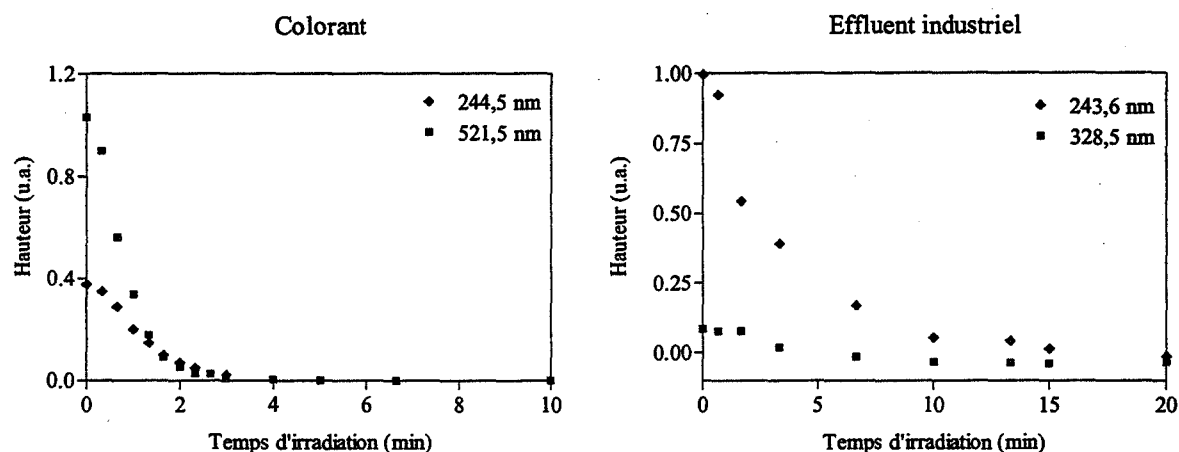 Colorant
1.2
0.8
0.4
0.0
Hauteur (u.a.)
244,5 nm
521,5 nm
0
2
4
6
8
10
Temps d'irradiation (min)
Effluent industriel
1.00
0.75
0.50
0.25
0.00
Hauteur (u.a.)
243,6 nm
328,5 nm
0
5
10
15
20
Temps d'irradiation (min)